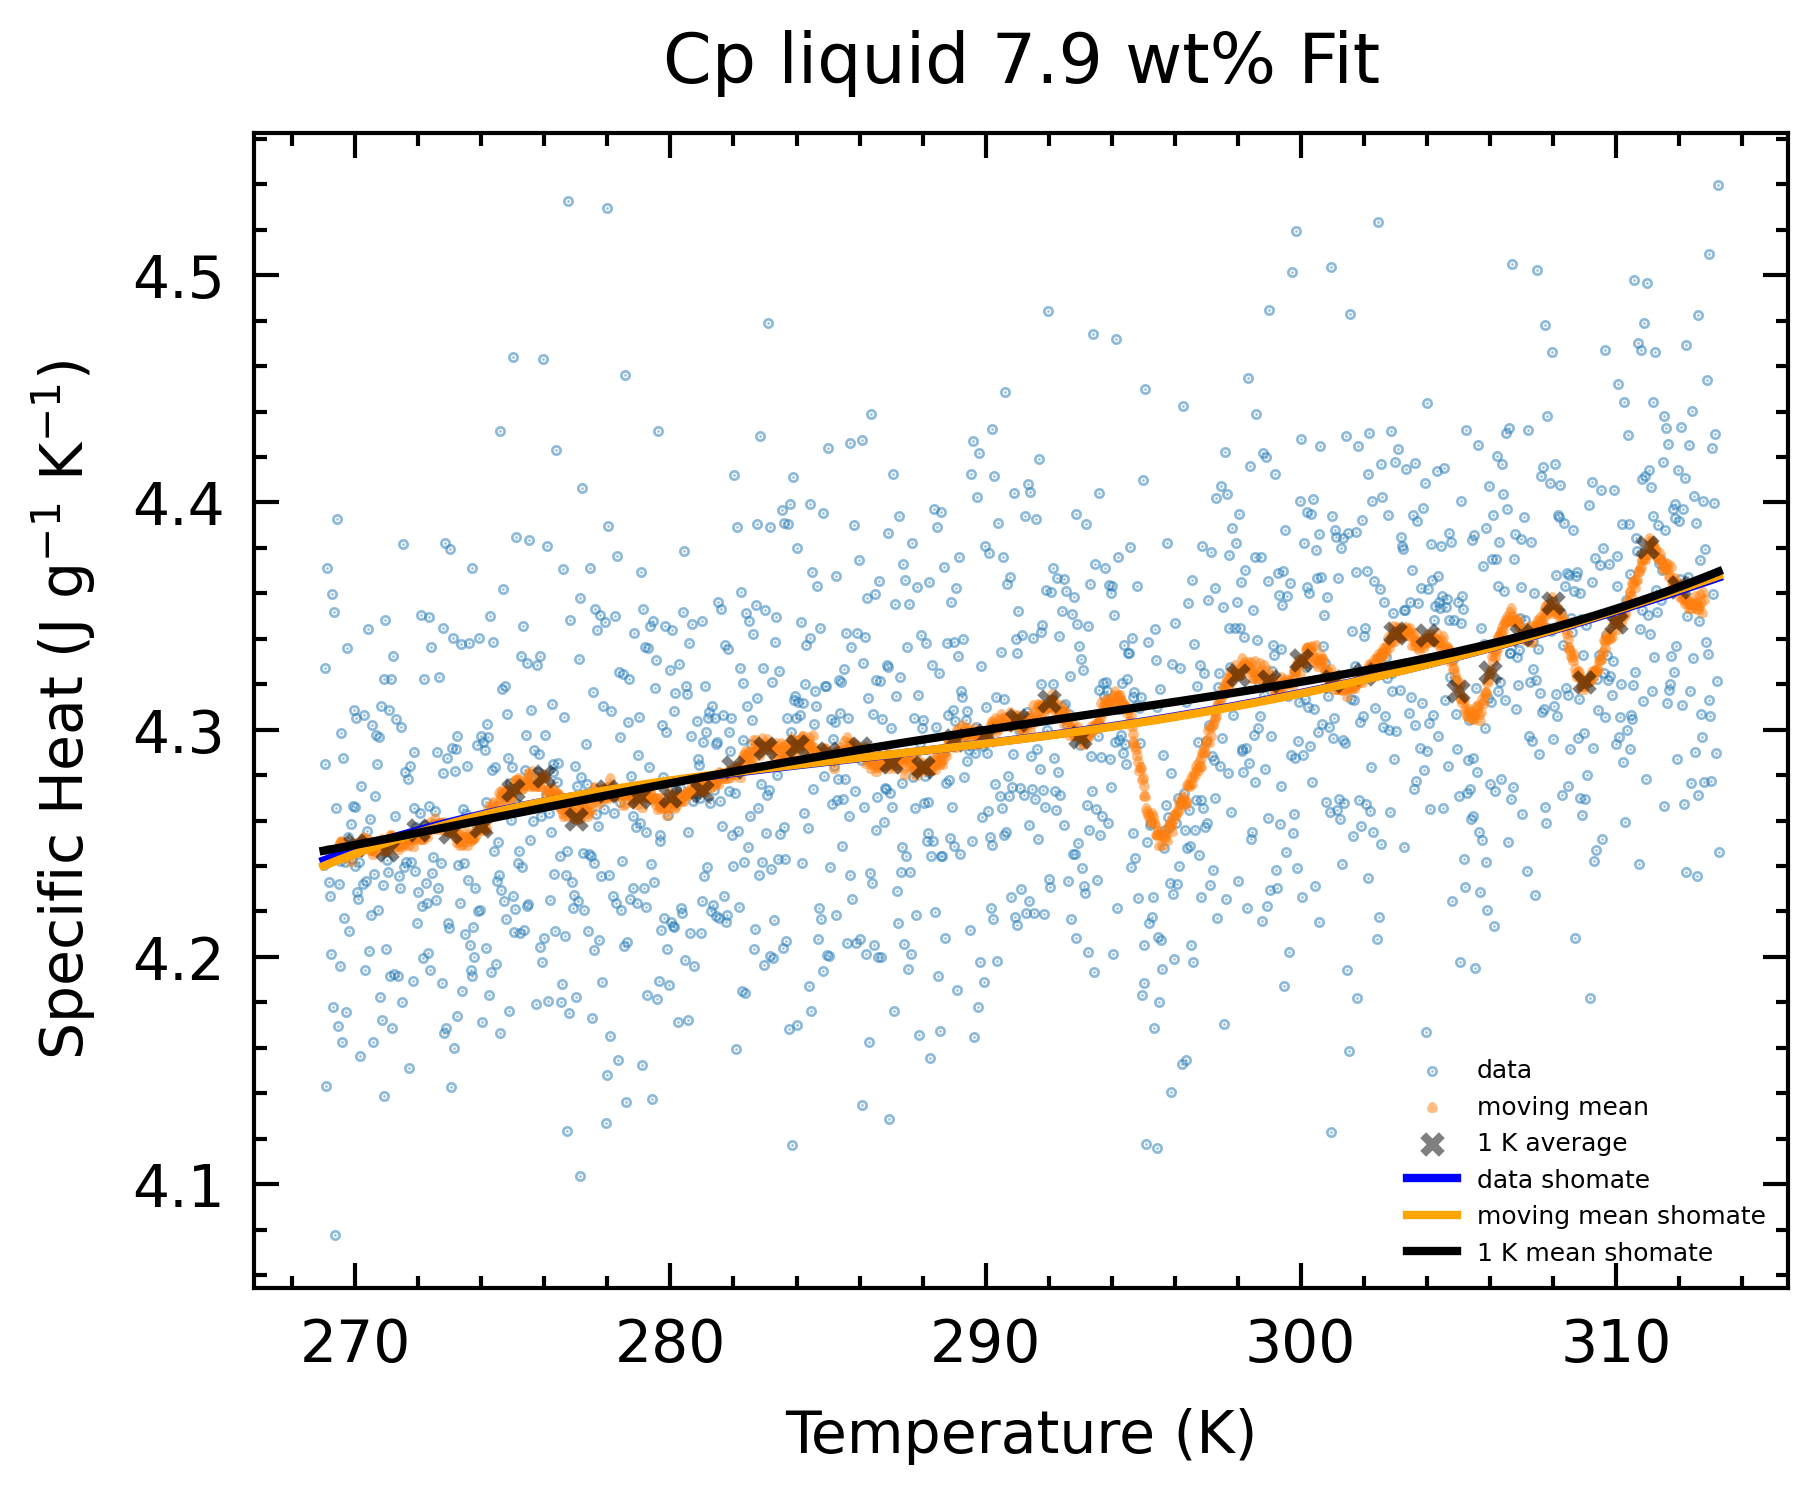 Cp liquid 7.9 wt% Fit
Specific Heat (J g⁻¹ K⁻¹)
4.5
4.4
4.3
4.2
4.1
data
moving mean
1 K average
data shomate
moving mean shomate
1 K mean shomate
270 280 290 300 310
Temperature (K)